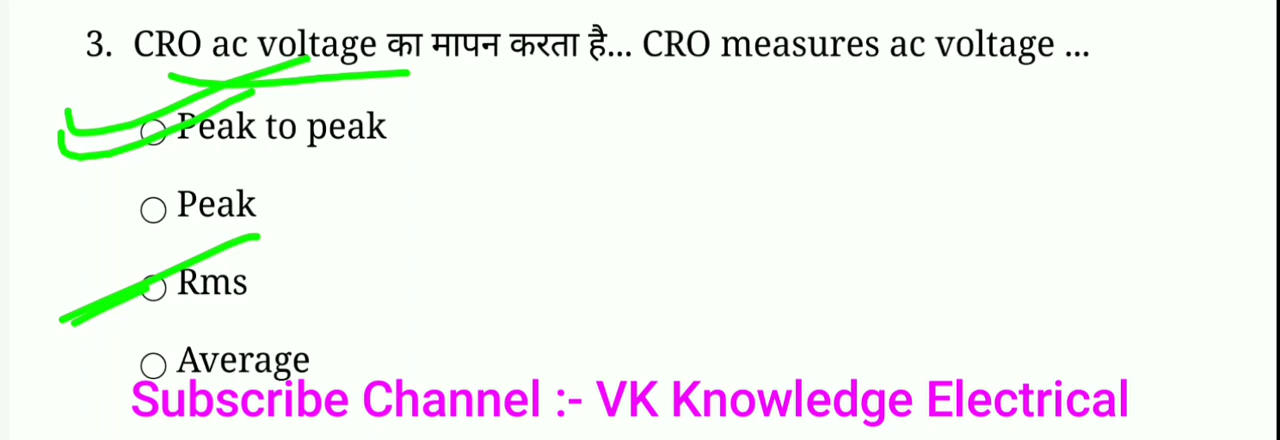 3. CRO ac voltage का मापन करता है... CRO measures ac voltage ...
Peak to peak
Peak
Rms
Average
Subscribe Channel :- VK Knowledge Electrical